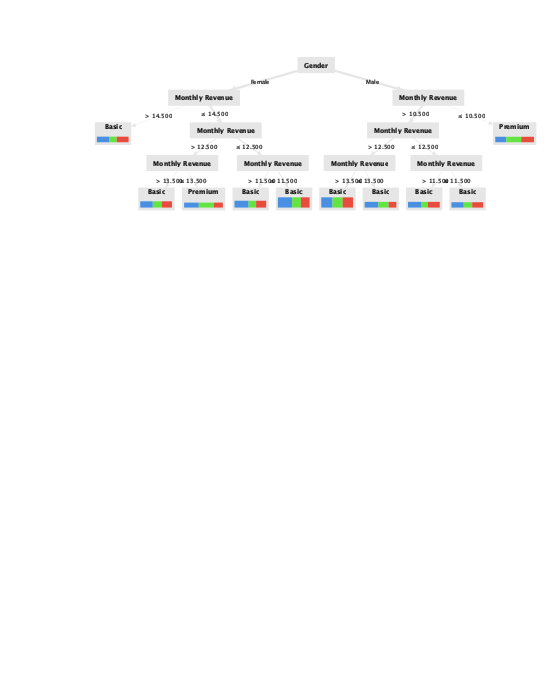 Gender
Female Male
Monthly Revenue Monthly Revenue
> 14.500 ≤ 14.500 > 10.500 ≤ 10.500
Basic Monthly Revenue Monthly Revenue Premium
> 12.500 ≤ 12.500 > 12.500 ≤ 12.500
Monthly Revenue Monthly Revenue Monthly Revenue Monthly Revenue
> 13.500 ≤ 13.500 > 11.500 ≤ 11.500 > 13.500 ≤ 13.500 > 11.500 ≤ 11.500
Basic Premium Basic Basic Basic Basic Basic Basic